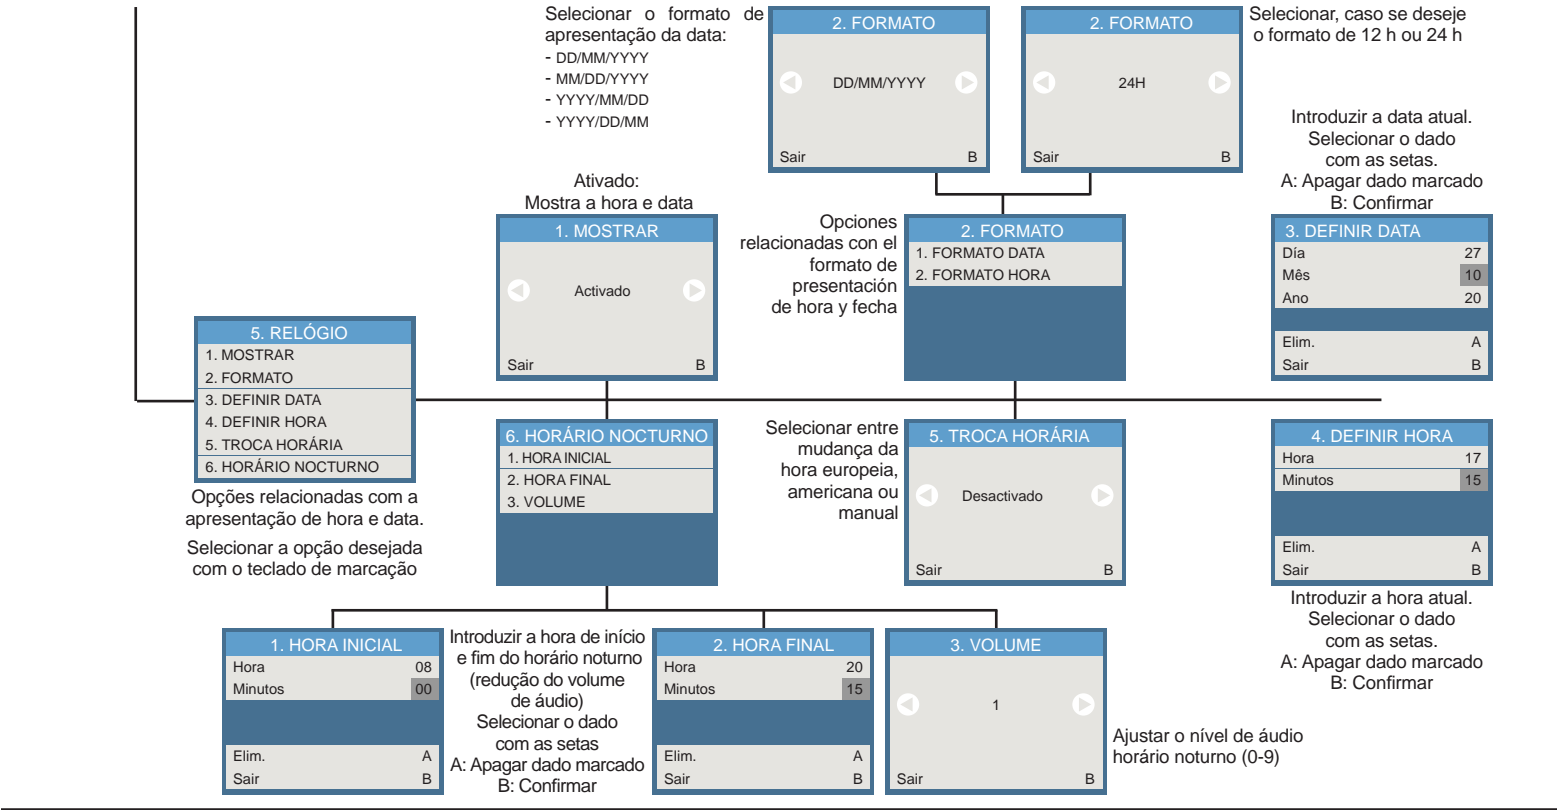 Selecionar o formato de
apresentação da data:
- DD/MM/YYYY
- MM/DD/YYYY
- YYYY/MM/DD
- YYYY/DD/MM
2. FORMATO
DD/MM/YYYY
Sair B
2. FORMATO
24H
Sair B
Selecionar, caso se deseje
o formato de 12 h ou 24 h
Ativado:
Mostra a hora e data
1. MOSTRAR
Activado
Sair B
Opciones
relacionadas con el
formato de
presentación
de hora y fecha
2. FORMATO
1. FORMATO DATA
2. FORMATO HORA
Introduzir a data atual.
Selecionar o dado
com as setas.
A: Apagar dado marcado
B: Confirmar
3. DEFINIR DATA
Día 27
Mês 10
Ano 20
Elim. A
Sair B
5. RELÓGIO
1. MOSTRAR
2. FORMATO
3. DEFINIR DATA
4. DEFINIR HORA
5. TROCA HORÁRIA
6. HORÁRIO NOCTURNO
Opções relacionadas com a
apresentação de hora e data.
Selecionar a opção desejada
com o teclado de marcação
6. HORÁRIO NOCTURNO
1. HORA INICIAL
2. HORA FINAL
3. VOLUME
Selecionar entre
mudança da
hora europeia,
americana ou
manual
5. TROCA HORÁRIA
Desactivado
Sair B
4. DEFINIR HORA
Hora 17
Minutos 15
Elim. A
Sair B
Introduzir a hora atual.
Selecionar o dado
com as setas.
A: Apagar dado marcado
B: Confirmar
1. HORA INICIAL
Hora 08
Minutos 00
Elim. A
Sair B
Introduzir a hora de início
e fim do horário noturno
(redução do volume
de áudio)
Selecionar o dado
com as setas
A: Apagar dado marcado
B: Confirmar
2. HORA FINAL
Hora 20
Minutos 15
Elim. A
Sair B
3. VOLUME
1
Sair B
Ajustar o nível de áudio
horário noturno (0-9)